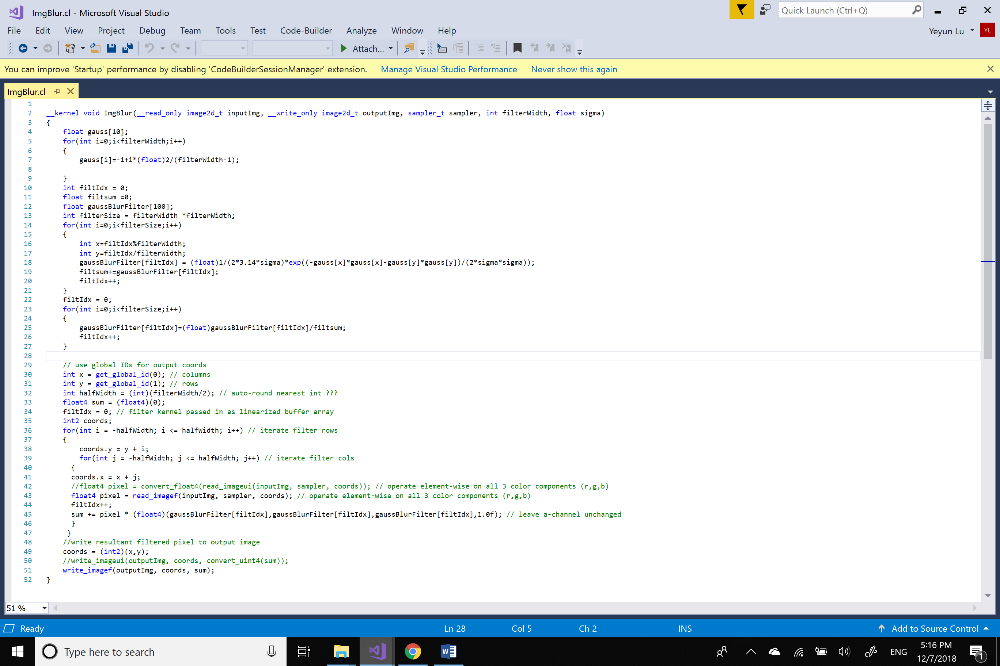 ImgBlur.cl - Microsoft Visual Studio
Quick Launch (Ctrl+Q)
File Edit View Project Debug Team Tools Test Code-Builder Analyze Window Help
Yeyun Lu YL
Attach...
You can improve 'Startup' performance by disabling 'CodeBuilderSessionManager' extension. Manage Visual Studio Performance Never show this again
ImgBlur.cl
1
2 __kernel void ImgBlur(__read_only image2d_t inputImg, __write_only image2d_t outputImg, sampler_t sampler, int filterWidth, float sigma)
3 {
4     float gauss[10];
5     for(int i=0;i<filterWidth;i++)
6     {
7         gauss[i]=-1+i*(float)2/(filterWidth-1);
8
9     }
10     int filtIdx = 0;
11     float filtsum =0;
12     float gaussBlurFilter[100];
13     int filterSize = filterWidth *filterWidth;
14     for(int i=0;i<filterSize;i++)
15     {
16         int x=filtIdx%filterWidth;
17         int y=filtIdx/filterWidth;
18         gaussBlurFilter[filtIdx] = (float)1/(2*3.14*sigma)*exp((-gauss[x]*gauss[x]-gauss[y]*gauss[y])/(2*sigma*sigma));
19         filtsum+=gaussBlurFilter[filtIdx];
20         filtIdx++;
21     }
22     filtIdx = 0;
23     for(int i=0;i<filterSize;i++)
24     {
25         gaussBlurFilter[filtIdx]=(float)gaussBlurFilter[filtIdx]/filtsum;
26         filtIdx++;
27     }
28
29     // use global IDs for output coords
30     int x = get_global_id(0); // columns
31     int y = get_global_id(1); // rows
32     int halfWidth = (int)(filterWidth/2); // auto-round nearest int ???
33     float4 sum = (float4)(0);
34     filtIdx = 0; // filter kernel passed in as linearized buffer array
35     int2 coords;
36     for(int i = -halfWidth; i <= halfWidth; i++) // iterate filter rows
37     {
38         coords.y = y + i;
39         for(int j = -halfWidth; j <= halfWidth; j++) // iterate filter cols
40       {
41       coords.x = x + j;
42       //float4 pixel = convert_float4(read_imageui(inputImg, sampler, coords)); // operate element-wise on all 3 color components (r,g,b)
43       float4 pixel = read_imagef(inputImg, sampler, coords); // operate element-wise on all 3 color components (r,g,b)
44       filtIdx++;
45       sum += pixel * (float4)(gaussBlurFilter[filtIdx],gaussBlurFilter[filtIdx],gaussBlurFilter[filtIdx],1.0f); // leave a-channel unchanged
46       }
47      }
48     //write resultant filtered pixel to output image
49     coords = (int2)(x,y);
50     //write_imageui(outputImg, coords, convert_uint4(sum));
51     write_imagef(outputImg, coords, sum);
52 }
51 %
Ready Ln 28 Col 5 Ch 2 INS Add to Source Control
Type here to search
W
ENG
5:16 PM
12/7/2018
1